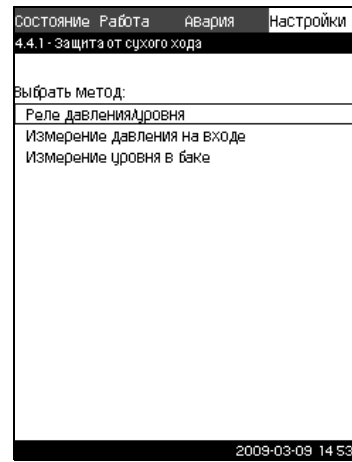 Состояние Работа Авария Настройки
4.4.1 - Защита от сухого хода
Выбрать метод:
Реле давления/уровня
Измерение давления на входе
Измерение уровня в баке
2009-03-09 14:53